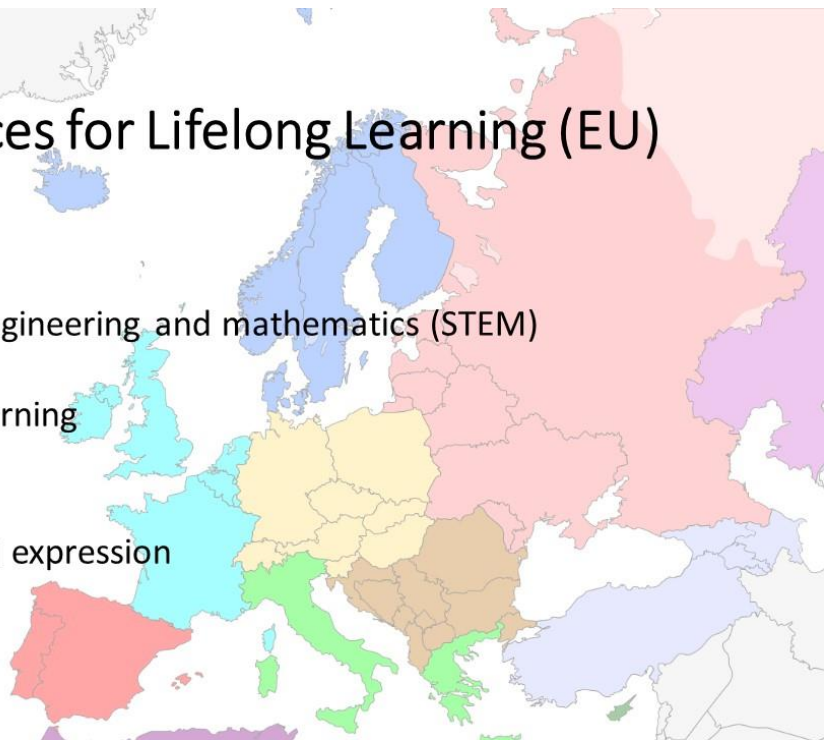 ces for Lifelong Learning (EU)
gineering and mathematics (STEM)
rning
expression